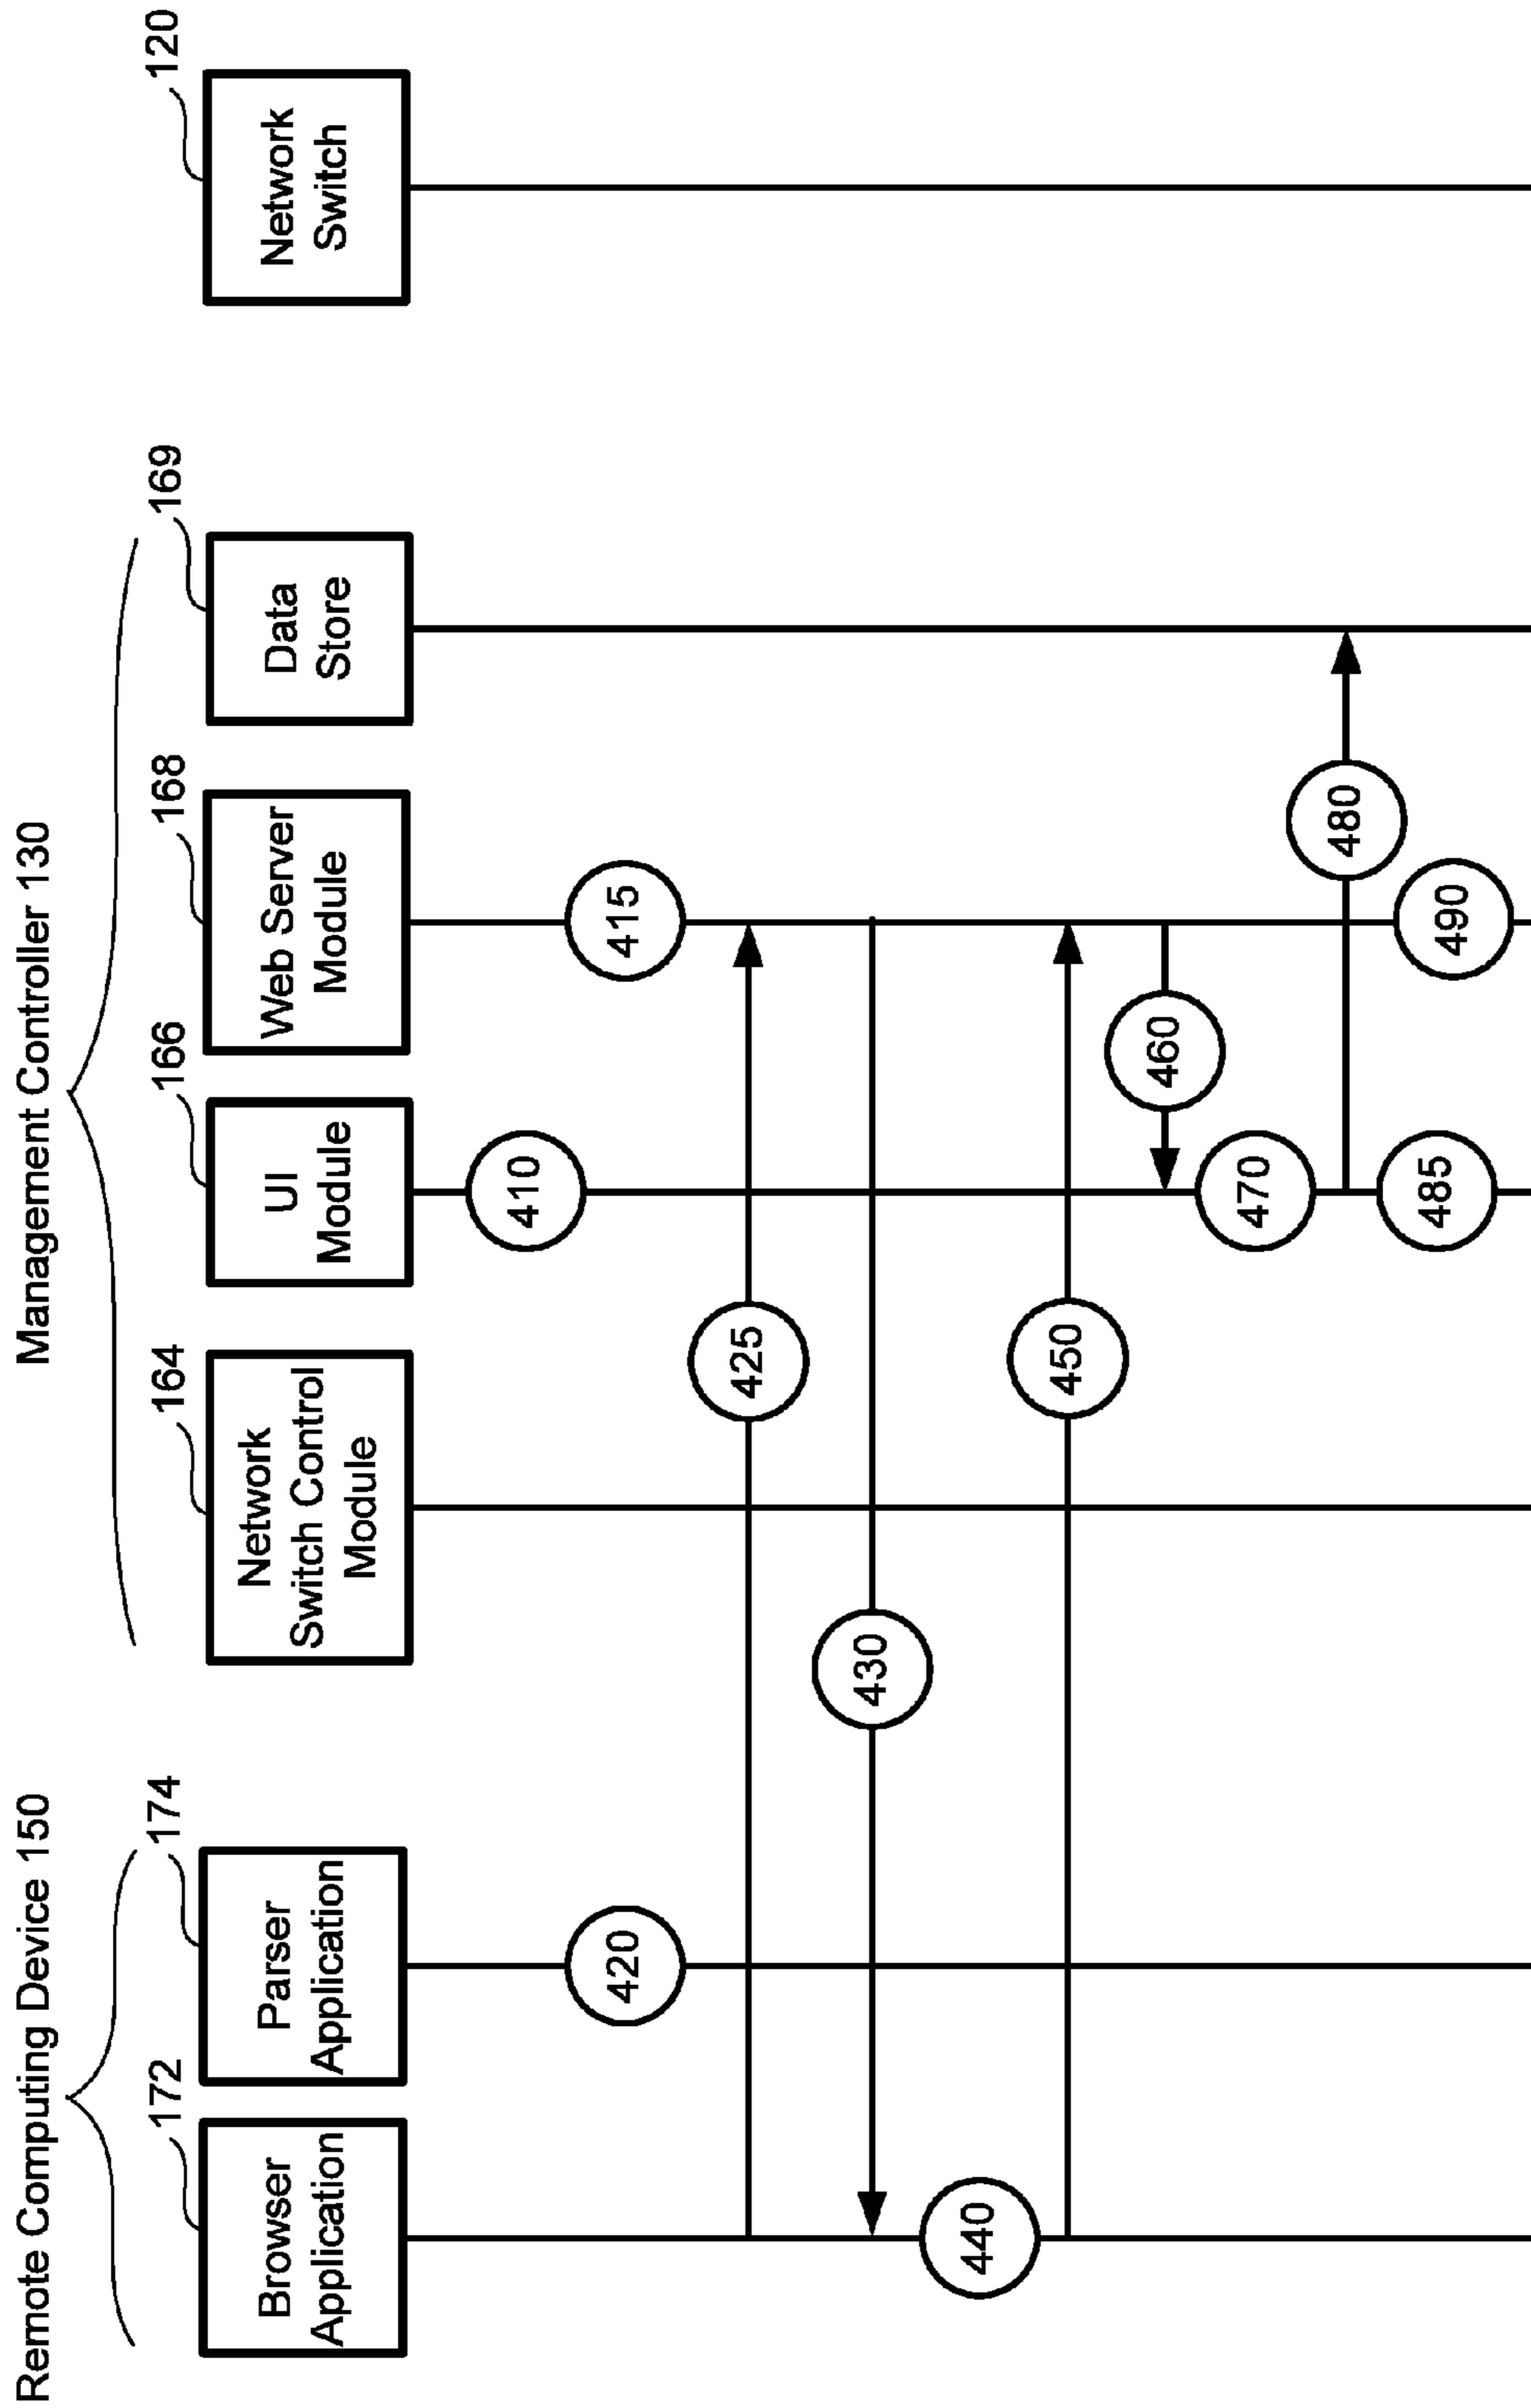 Remote Computing Device 150
Management Controller 130
172
174
164
166
168
169
120
Browser
Application
Parser
Application
Network
Switch Control
Module
UI
Module
Web Server
Module
Data
Store
Network
Switch
410
420
415
425
430
440
450
460
470
480
485
490